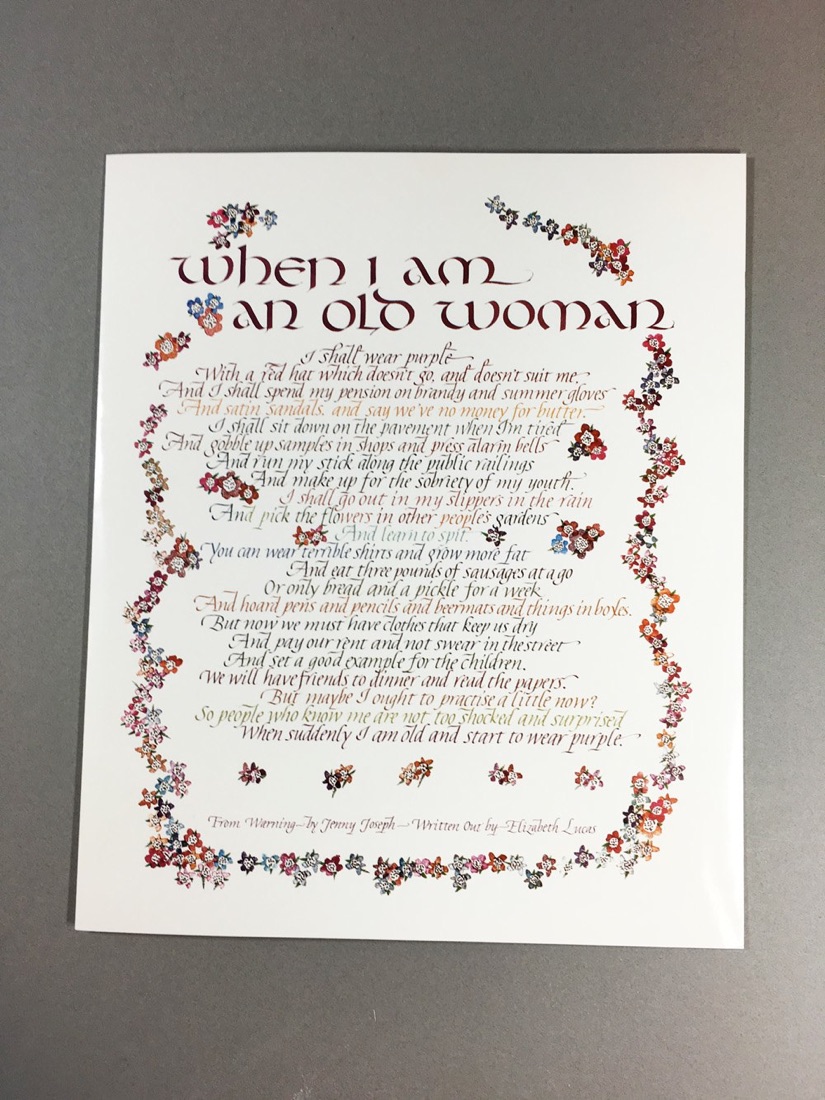 When I am
an old woman
I shall wear purple
With a red hat which doesn't go, and doesn't suit me,
And I shall spend my pension on brandy and summer gloves
And satin sandals, and say we've no money for butter.
I shall sit down on the pavement when I'm tired
And gobble up samples in shops and press alarm bells
And run my stick along the public railings
And make up for the sobriety of my youth.
I shall go out in my slippers in the rain
And pick the flowers in other people's gardens
And learn to spit.
You can wear terrible shirts and grow more fat
And eat three pounds of sausages at a go
Or only bread and a pickle for a week
And hoard pens and pencils and beermats and things in boxes.
But now we must have clothes that keep us dry
And pay our rent and not swear in the street
And set a good example for the children.
We will have friends to dinner and read the papers.
But maybe I ought to practise a little now?
So people who know me are not too shocked and surprised
When suddenly I am old and start to wear purple.
From Warning—by Jenny Joseph—Written Out by—Elizabeth Lucas